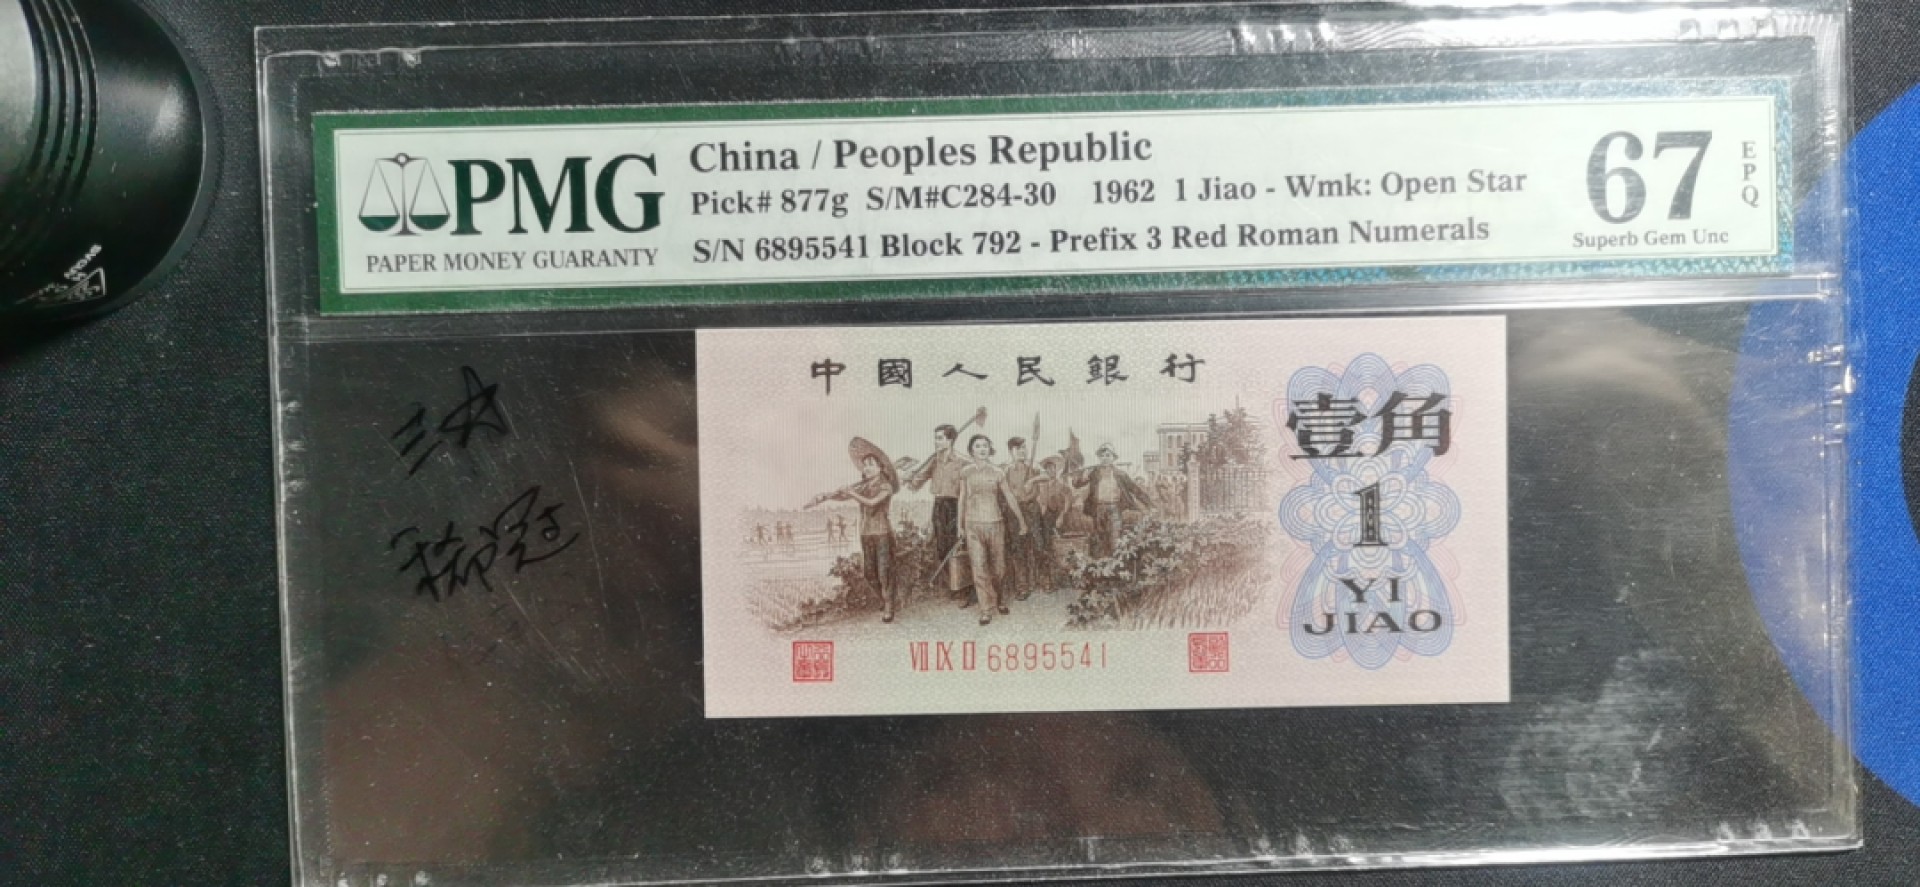 PMG
PAPER MONEY GUARANTY
China / Peoples Republic
Pick# 877g S/M#C284-30 1962 1 Jiao - Wmk: Open Star
S/N 6895541 Block 792 - Prefix 3 Red Roman Numerals
67
EPQ
Superb Gem Unc
中國人民銀行
壹角
1
YI
JIAO
VII IX II 6895541